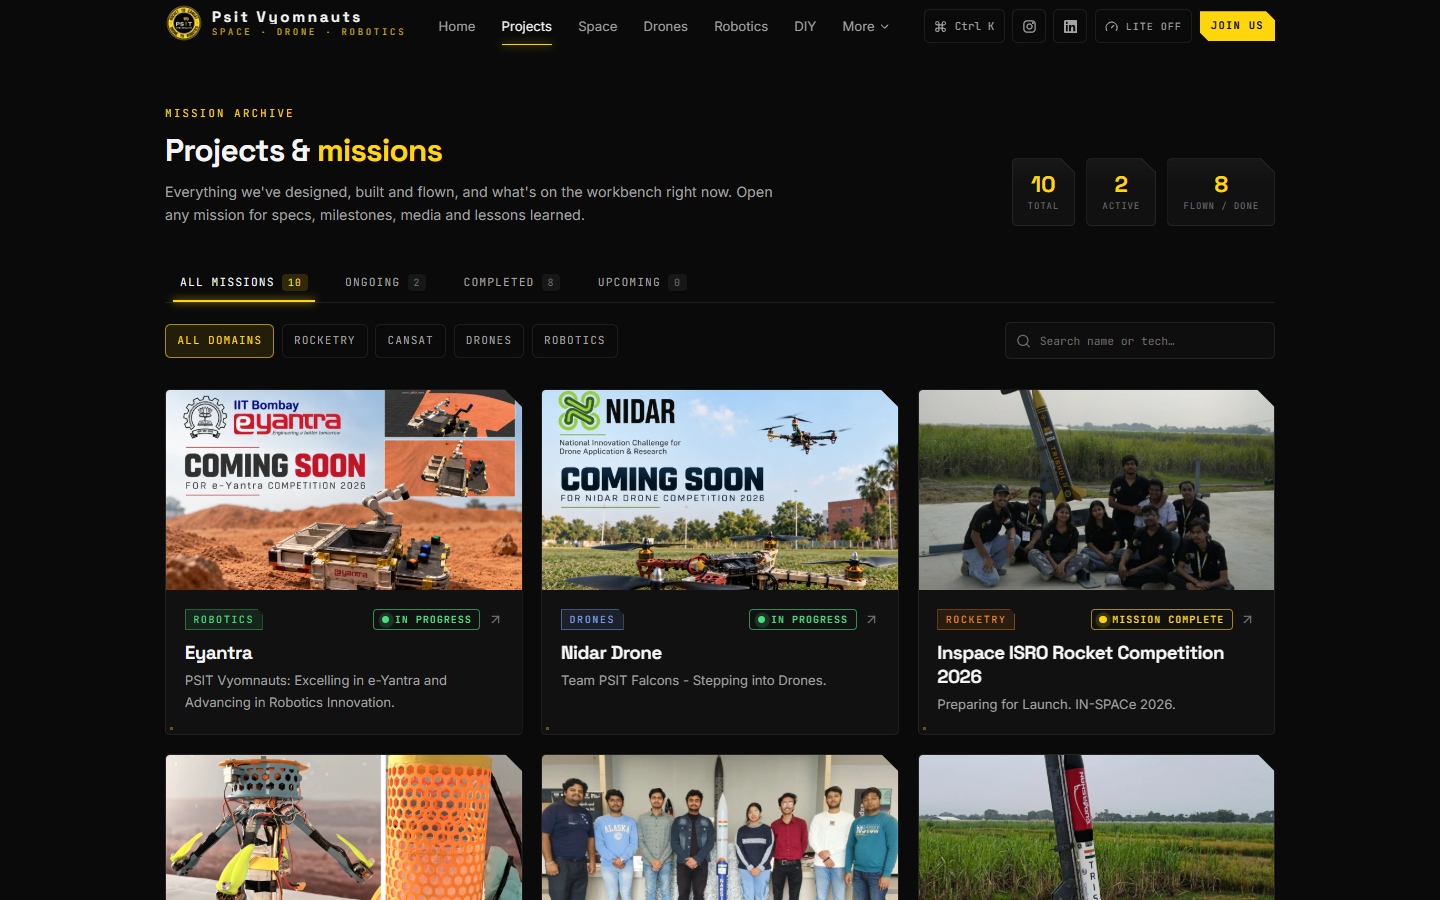 Psit Vyomnauts
SPACE · DRONE · ROBOTICS
Home
Projects
Space
Drones
Robotics
DIY
More
Ctrl K
LITE OFF
JOIN US
MISSION ARCHIVE
Projects & missions
Everything we've designed, built and flown, and what's on the workbench right now. Open
any mission for specs, milestones, media and lessons learned.
10
TOTAL
2
ACTIVE
8
FLOWN / DONE
ALL MISSIONS 10
ONGOING 2
COMPLETED 8
UPCOMING 0
ALL DOMAINS
ROCKETRY
CANSAT
DRONES
ROBOTICS
Search name or tech…
IIT Bombay
eyantra
Engineering a better tomorrow
COMING SOON
FOR e-Yantra COMPETITION 2026
eyantra
NIDAR
National Innovation Challenge for
Drone Application & Research
COMING SOON
FOR NIDAR DRONE COMPETITION 2026
ROBOTICS
IN PROGRESS
Eyantra
PSIT Vyomnauts: Excelling in e-Yantra and
Advancing in Robotics Innovation.
DRONES
IN PROGRESS
Nidar Drone
Team PSIT Falcons - Stepping into Drones.
ROCKETRY
MISSION COMPLETE
Inspace ISRO Rocket Competition
2026
Preparing for Launch. IN-SPACe 2026.
ALASKA